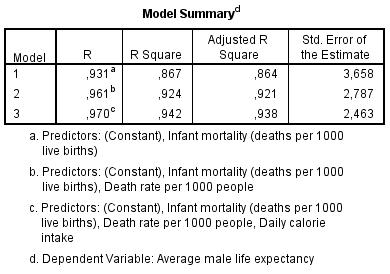 Model Summaryd
Model R R Square Adjusted R Square Std. Error of the Estimate
1 ,931a ,867 ,864 3,658
2 ,961b ,924 ,921 2,787
3 ,970c ,942 ,938 2,463
a. Predictors: (Constant), Infant mortality (deaths per 1000
live births)
b. Predictors: (Constant), Infant mortality (deaths per 1000
live births), Death rate per 1000 people
c. Predictors: (Constant), Infant mortality (deaths per 1000
live births), Death rate per 1000 people, Daily calorie
intake
d. Dependent Variable: Average male life expectancy